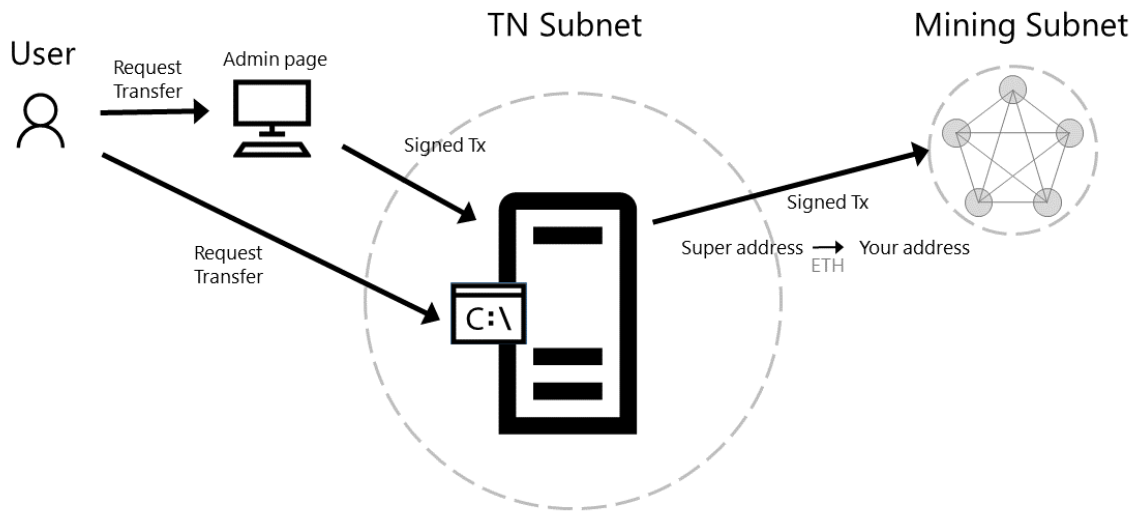 TN Subnet
Mining Subnet
User
Admin page
Request
Transfer
Signed Tx
Signed Tx
Request
Transfer
Super address
Your address
ETH
C:\